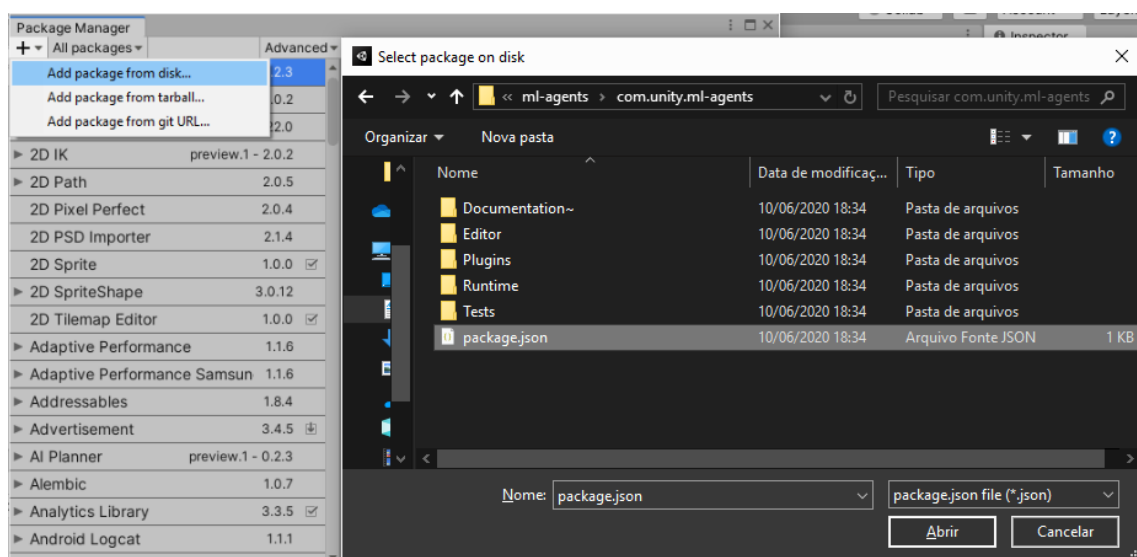 Package Manager
+ All packages Advanced
Add package from disk...
2.3
Add package from tarball...
.0.2
Add package from git URL...
22.0
2D IK preview.1 - 2.0.2
2D Path 2.0.5
2D Pixel Perfect 2.0.4
2D PSD Importer 2.1.4
2D Sprite 1.0.0
2D SpriteShape 3.0.12
2D Tilemap Editor 1.0.0
Adaptive Performance 1.1.6
Adaptive Performance Samsun 1.1.6
Addressables 1.8.4
Advertisement 3.4.5
AI Planner preview.1 - 0.2.3
Alembic 1.0.7
Analytics Library 3.3.5
Android Logcat 1.1.1
Inspector
Select package on disk
« ml-agents > com.unity.ml-agents
Pesquisar com.unity.ml-agents
Organizar Nova pasta
Nome Data de modificaç... Tipo Tamanho
Documentation~ 10/06/2020 18:34 Pasta de arquivos
Editor 10/06/2020 18:34 Pasta de arquivos
Plugins 10/06/2020 18:34 Pasta de arquivos
Runtime 10/06/2020 18:34 Pasta de arquivos
Tests 10/06/2020 18:34 Pasta de arquivos
package.json 10/06/2020 18:34 Arquivo Fonte JSON 1 KB
Nome: package.json package.json file (*.json)
Abrir Cancelar